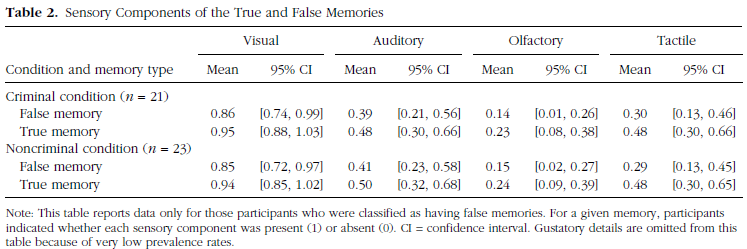 Table 2. Sensory Components of the True and False Memories
Visual Auditory Olfactory Tactile
Condition and memory type Mean 95% CI Mean 95% CI Mean 95% CI Mean 95% CI
Criminal condition (n = 21)
False memory 0.86 [0.74, 0.99] 0.39 [0.21, 0.56] 0.14 [0.01, 0.26] 0.30 [0.13, 0.46]
True memory 0.95 [0.88, 1.03] 0.48 [0.30, 0.66] 0.23 [0.08, 0.38] 0.48 [0.30, 0.66]
Noncriminal condition (n = 23)
False memory 0.85 [0.72, 0.97] 0.41 [0.23, 0.58] 0.15 [0.02, 0.27] 0.29 [0.13, 0.45]
True memory 0.94 [0.85, 1.02] 0.50 [0.32, 0.68] 0.24 [0.09, 0.39] 0.48 [0.30, 0.65]
Note: This table reports data only for those participants who were classified as having false memories. For a given memory, participants
indicated whether each sensory component was present (1) or absent (0). CI = confidence interval. Gustatory details are omitted from this
table because of very low prevalence rates.